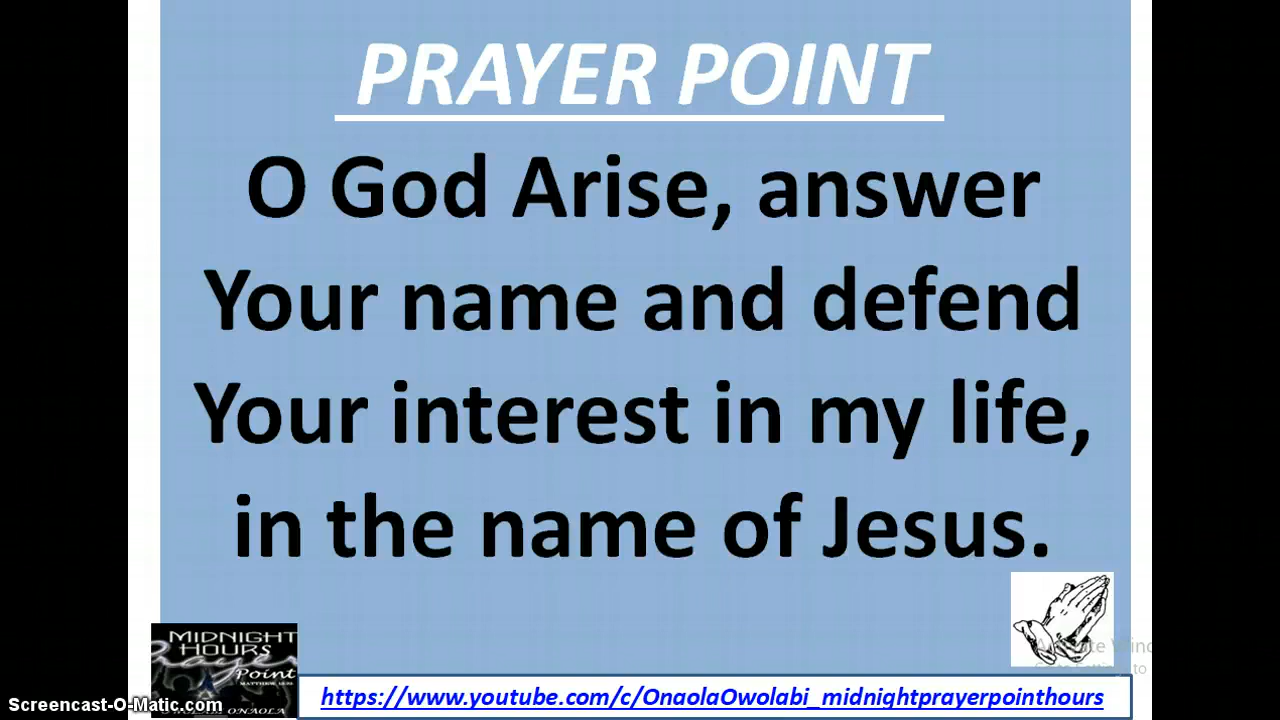 PRAYER POINT
O God Arise, answer
Your name and defend
Your interest in my life,
in the name of Jesus.
MIDNIGHT
HOURS
Prayer
Point
https://www.youtube.com/c/OnaolaOwolabi_midnightprayerpointhours
Screencast-O-Matic.com